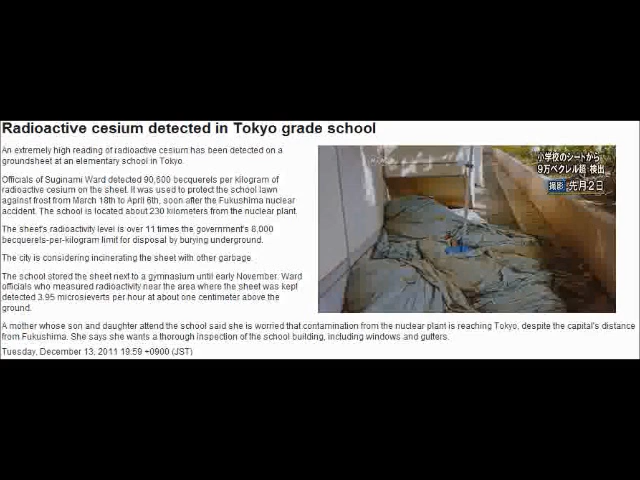 Radioactive cesium detected in Tokyo grade school
An extremely high reading of radioactive cesium has been detected on a
groundsheet at an elementary school in Tokyo.
Officials of Suginami Ward detected 90,600 becquerels per kilogram of
radioactive cesium on the sheet. It was used to protect the school lawn
against frost from March 18th to April 6th, soon after the Fukushima nuclear
accident. The school is located about 230 kilometers from the nuclear plant.
The sheet's radioactivity level is over 11 times the government's 8,000
becquerels-per-kilogram limit for disposal by burying underground.
The city is considering incinerating the sheet with other garbage.
The school stored the sheet next to a gymnasium until early November. Ward
officials who measured radioactivity near the area where the sheet was kept
detected 3.95 microsieverts per hour at about one centimeter above the
ground.
小学校のシートから
9万ベクレル超 検出
撮影 先月2日
A mother whose son and daughter attend the school said she is worried that contamination from the nuclear plant is reaching Tokyo, despite the capital's distance
from Fukushima. She says she wants a thorough inspection of the school building, including windows and gutters.
Tuesday, December 13, 2011 19:59 +0900 (JST)